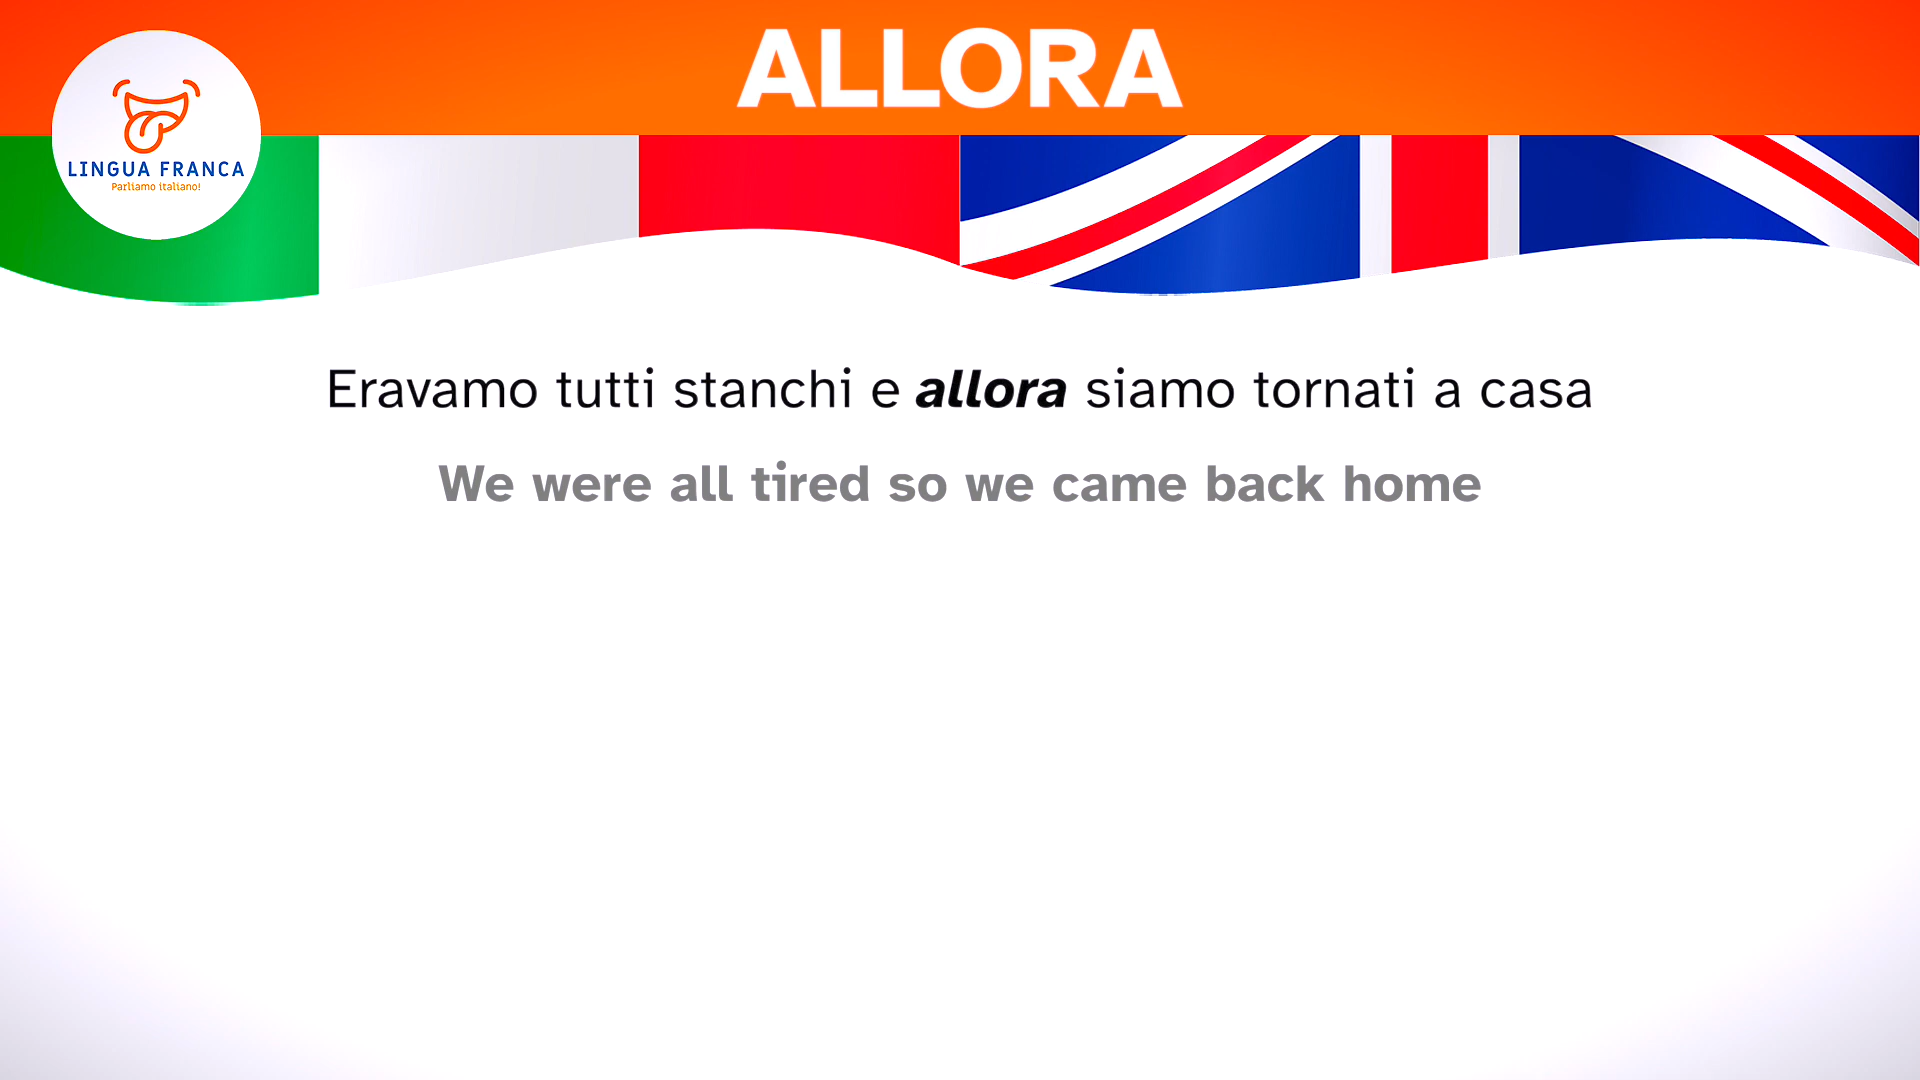 ALLORA
LINGUA FRANCA
Parliamo italiano!
Eravamo tutti stanchi e allora siamo tornati a casa
We were all tired so we came back home